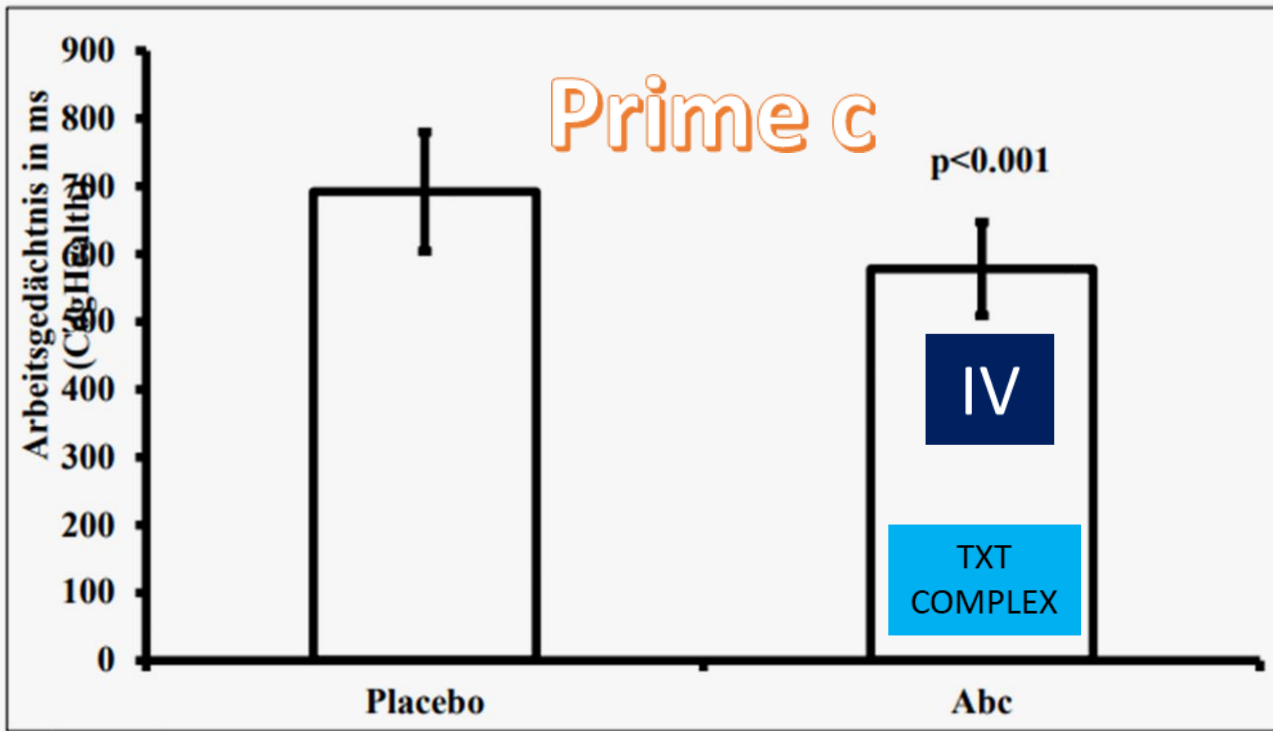 Prime c
p<0.001
Arbeitsgedächtnis in ms
(CogHealth)
900
800
700
600
500
400
300
200
100
0
IV
TXT
COMPLEX
Placebo
Abc